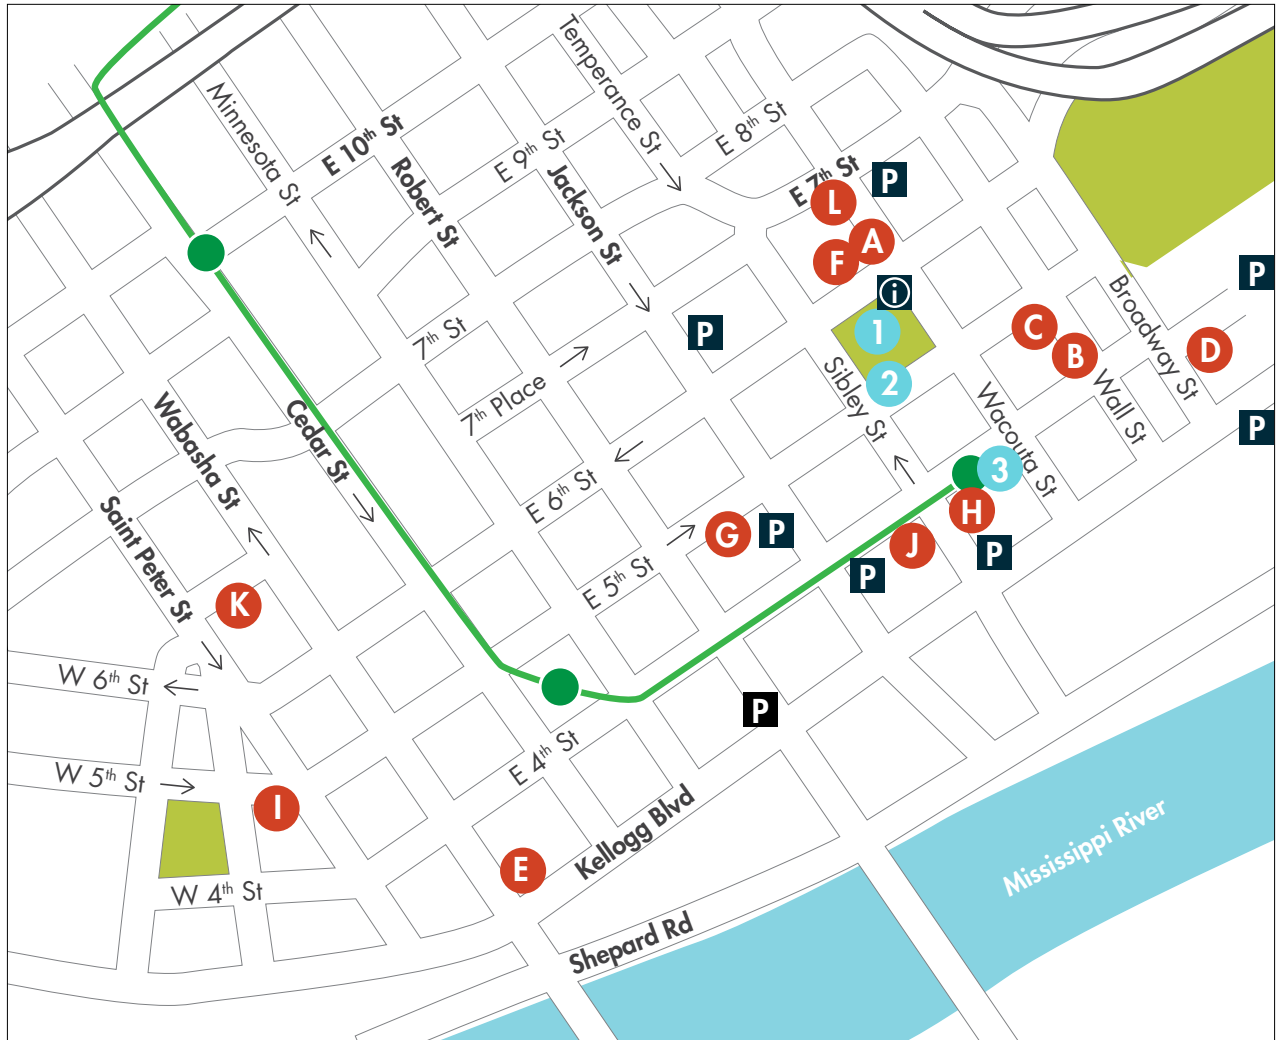 Temperance St
Minnesota St
E 10th St
E 9th St
E 8th St
Robert St
Jackson St
E 7th St
P
L
A
F
P
i
Broadway St
1
C
P
7th St
B
D
2
Sibley St
7th Place
Wacouta St
Wall St
Wabasha St
Cedar St
P
3
E 6th St
Saint Peter St
H
G
P
J
P
E 5th St
P
K
W 6th St
P
E 4th St
W 5th St
I
Kellogg Blvd
Mississippi River
E
W 4th St
Shepard Rd